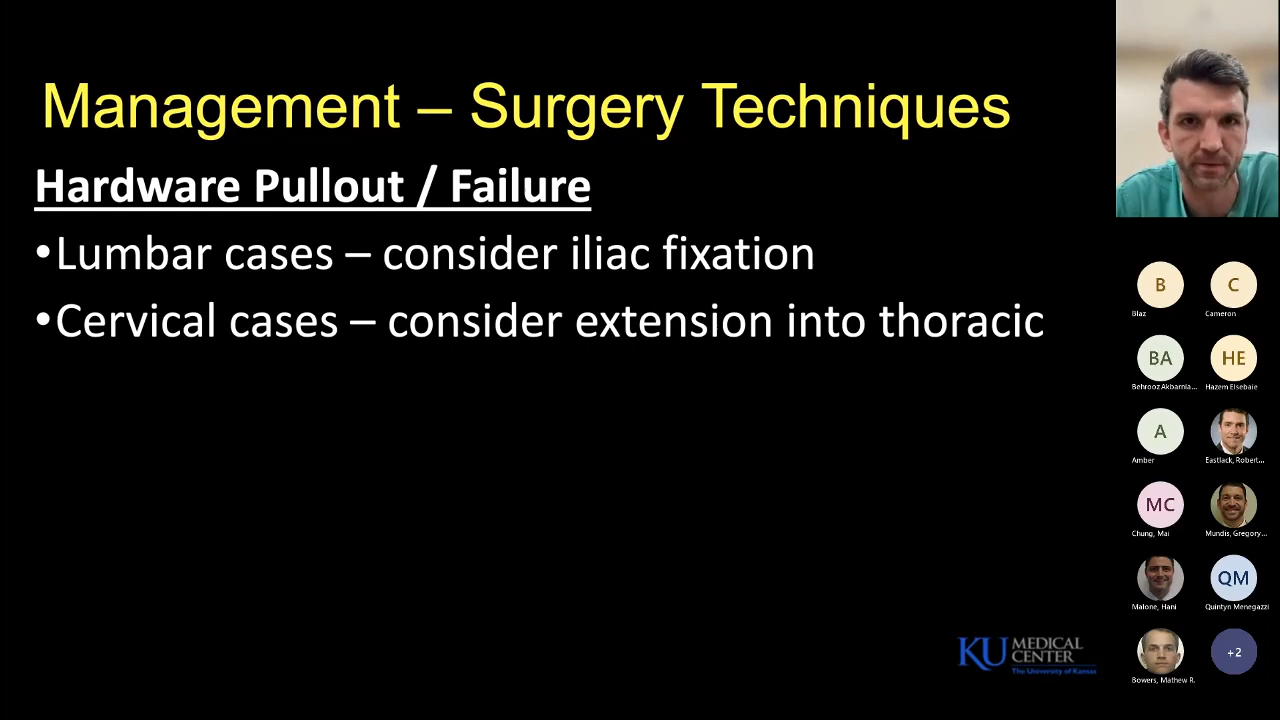 Management – Surgery Techniques
Hardware Pullout / Failure
•Lumbar cases – consider iliac fixation
•Cervical cases – consider extension into thoracic
B
C
Blaz
Cameron
BA
HE
Behrooz Akbarnia...
Hazem Elsebaie
A
Amber
Eastlack, Robert...
MC
Chung, Mai
Mundis, Gregory...
QM
Malone, Hani
Quintyn Menegazzi
+2
Bowers, Mathew R.
KU MEDICAL
CENTER
The University of Kansas